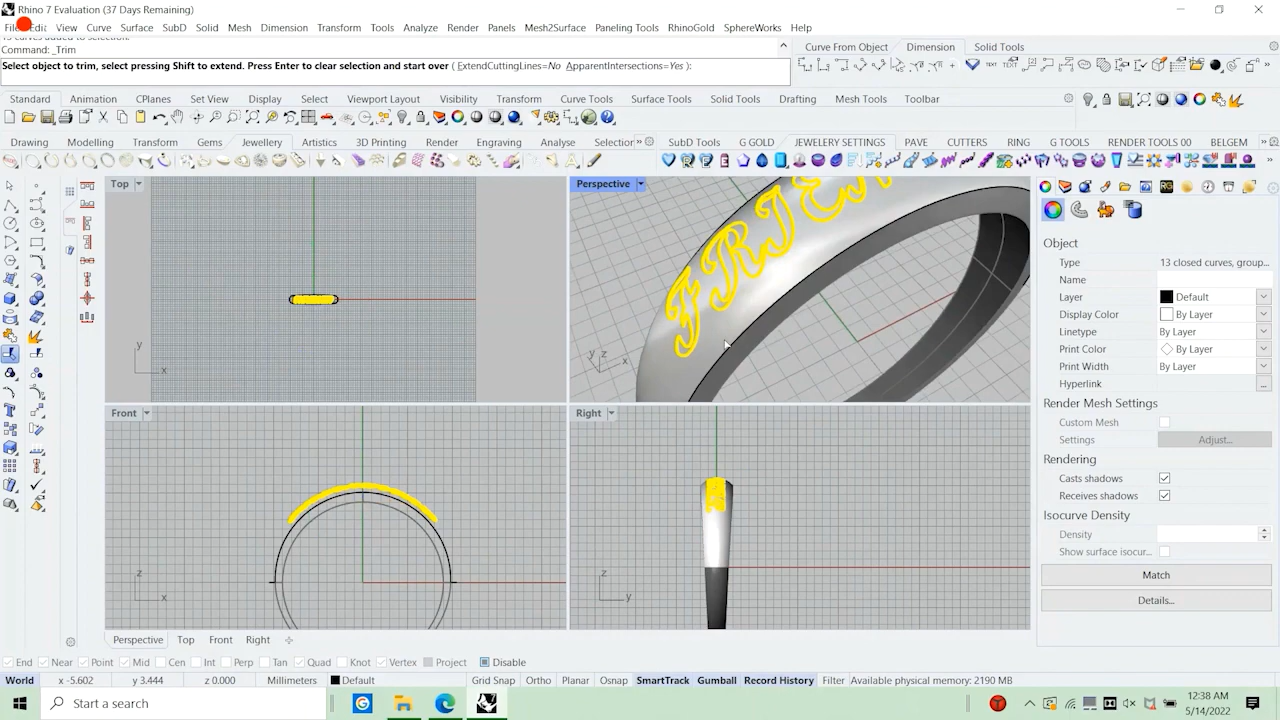 Rhino 7 Evaluation (37 Days Remaining)
File Edit View Curve Surface SubD Solid Mesh Dimension Transform Tools Analyze Render Panels Mesh2Surface Paneling Tools RhinoGold SphereWorks Help
13 curves added to selection.
Command: _Trim
Select object to trim, select pressing Shift to extend. Press Enter to clear selection and start over ( ExtendCuttingLines=No ApparentIntersections=Yes ):
Curve From Object Dimension Solid Tools
Standard Animation CPlanes Set View Display Select Viewport Layout Visibility Transform Curve Tools Surface Tools Solid Tools Drafting Mesh Tools Toolbar
Drawing Modelling Transform Gems Jewellery Artistics 3D Printing Render Engraving Analyse Selection
SubD Tools G GOLD JEWELERY SETTINGS PAVE CUTTERS RING G TOOLS RENDER TOOLS 00 BELGEM
Top
Perspective
FRIEN
y
x
y z x
Front
Right
z
x
z
y
Object
Type 13 closed curves, group...
Name
Layer Default
Display Color By Layer
Linetype By Layer
Print Color By Layer
Print Width By Layer
Hyperlink ...
Render Mesh Settings
Custom Mesh
Settings Adjust...
Rendering
Casts shadows
Receives shadows
Isocurve Density
Density
Show surface isocur...
Match
Details...
Perspective Top Front Right
End Near Point Mid Cen Int Perp Tan Quad Knot Vertex Project Disable
World x -5.602 y 3.444 z 0.000 Millimeters Default Grid Snap Ortho Planar Osnap SmartTrack Gumball Record History Filter Available physical memory: 2190 MB
Search for a task
12:38 AM
5/14/2022